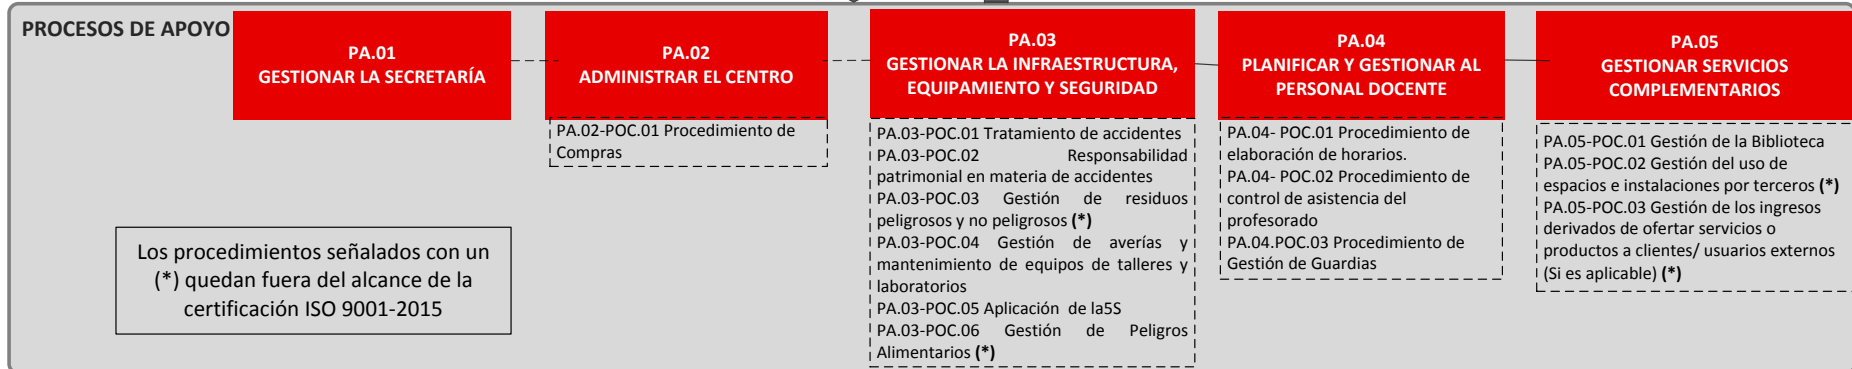 PROCESOS DE APOYO
PA.01
GESTIONAR LA SECRETARÍA
PA.02
ADMINISTRAR EL CENTRO
PA.02-POC.01 Procedimiento de
Compras
PA.03
GESTIONAR LA INFRAESTRUCTURA,
EQUIPAMIENTO Y SEGURIDAD
PA.03-POC.01 Tratamiento de accidentes
PA.03-POC.02 Responsabilidad
patrimonial en materia de accidentes
PA.03-POC.03 Gestión de residuos
peligrosos y no peligrosos (*)
PA.03-POC.04 Gestión de averías y
mantenimiento de equipos de talleres y
laboratorios
PA.03-POC.05 Aplicación de la5S
PA.03-POC.06 Gestión de Peligros
Alimentarios (*)
PA.04
PLANIFICAR Y GESTIONAR AL
PERSONAL DOCENTE
PA.04- POC.01 Procedimiento de
elaboración de horarios.
PA.04- POC.02 Procedimiento de
control de asistencia del
profesorado
PA.04.POC.03 Procedimiento de
Gestión de Guardias
PA.05
GESTIONAR SERVICIOS
COMPLEMENTARIOS
PA.05-POC.01 Gestión de la Biblioteca
PA.05-POC.02 Gestión del uso de
espacios e instalaciones por terceros (*)
PA.05-POC.03 Gestión de los ingresos
derivados de ofertar servicios o
productos a clientes/ usuarios externos
(Si es aplicable) (*)
Los procedimientos señalados con un
(*) quedan fuera del alcance de la
certificación ISO 9001-2015